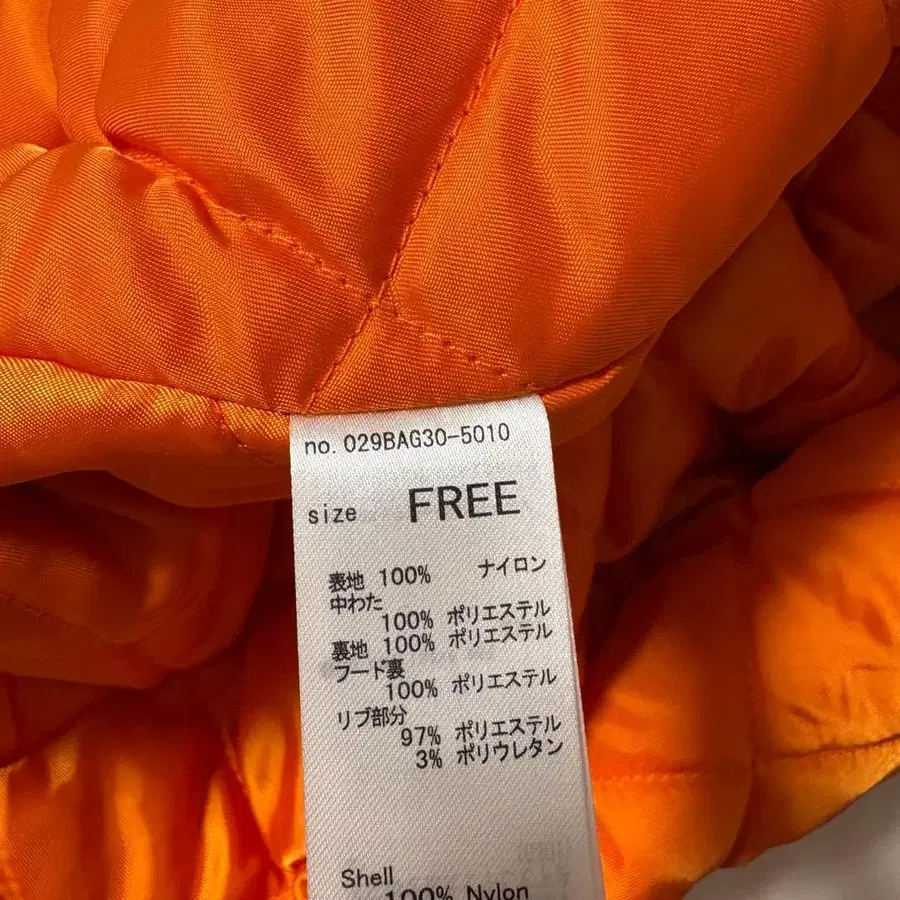 no. 029BAG30-5010
size FREE
表地 100% ナイロン
中わた
100% ポリエステル
裏地 100% ポリエステル
フード裏
100% ポリエステル
リブ部分
97% ポリエステル
3% ポリウレタン
Shell
100% Nylon